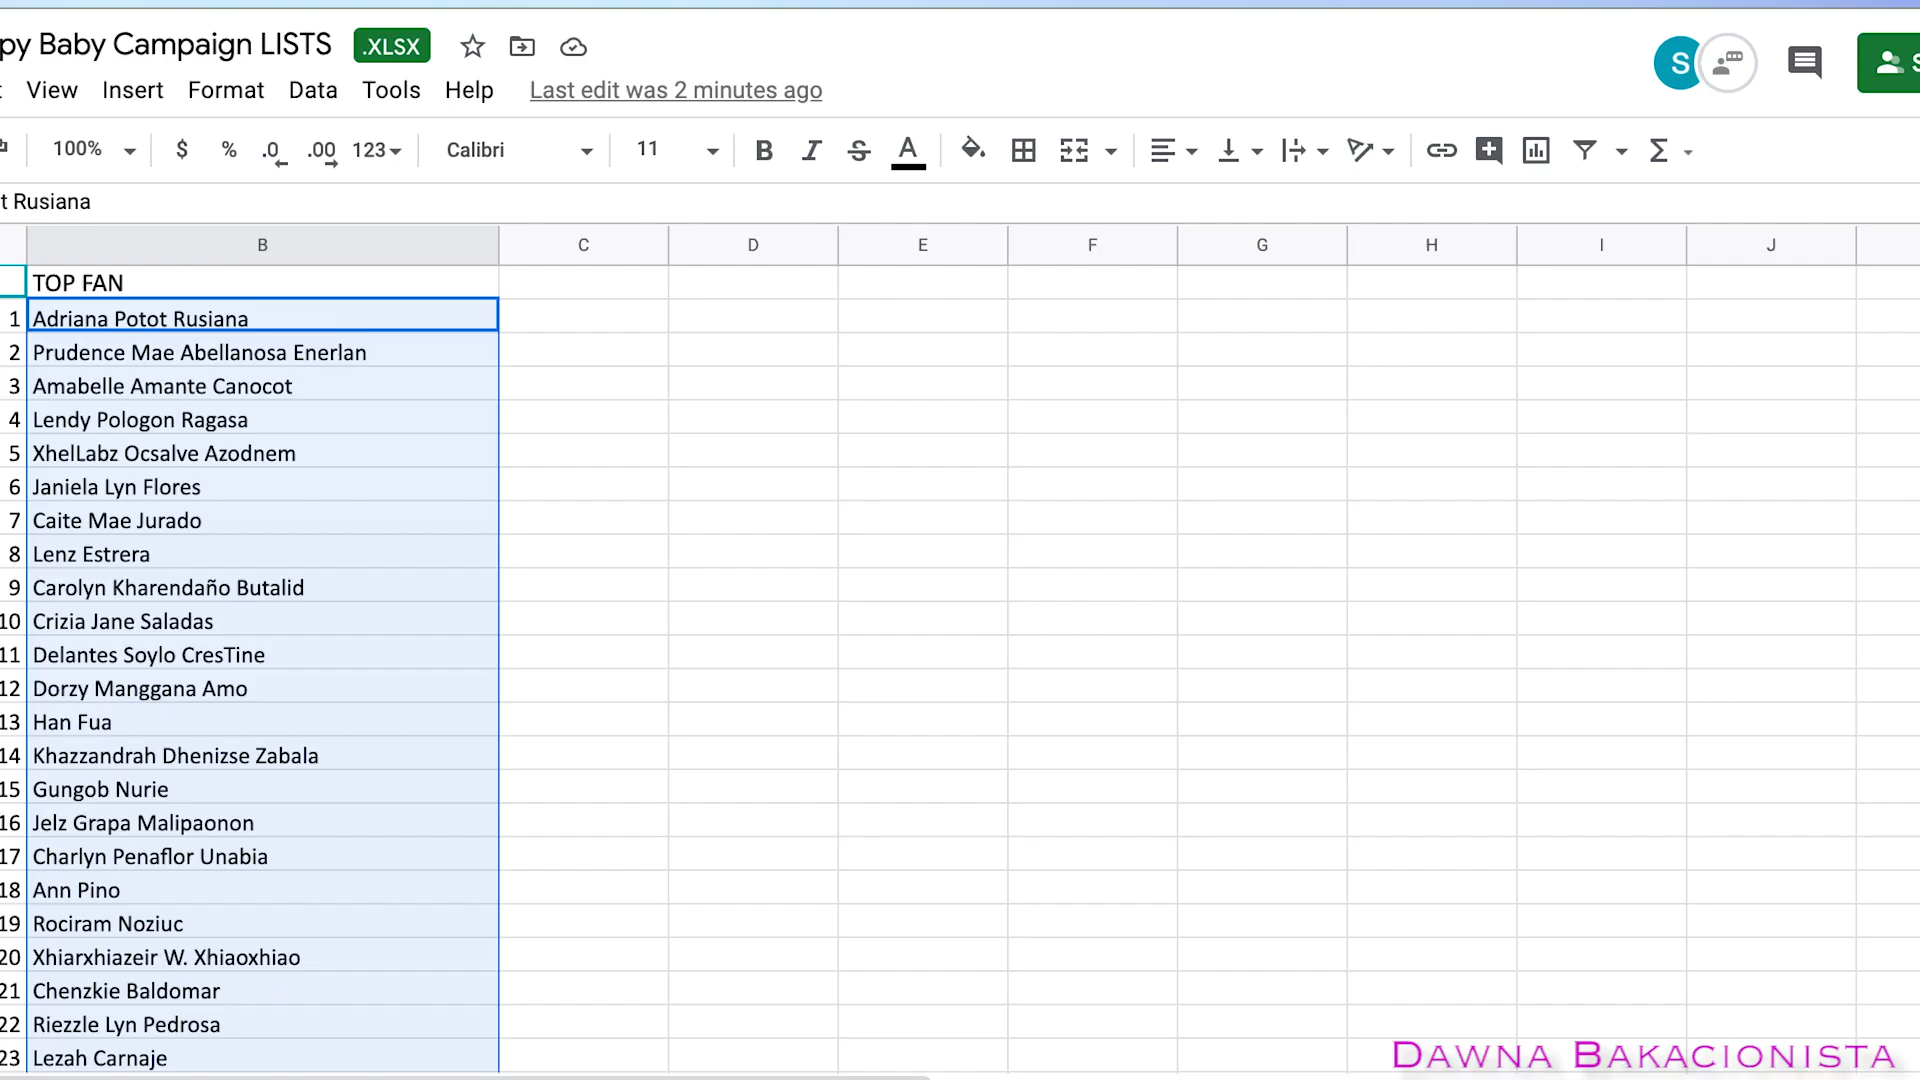 py Baby Campaign LISTS .XLSX
View Insert Format Data Tools Help Last edit was 2 minutes ago
S
100% $ % .0 .00 123 Calibri 11 B I S A Σ
t Rusiana
B C D E F G H I J
TOP FAN
1 Adriana Potot Rusiana
2 Prudence Mae Abellanosa Enerlan
3 Amabelle Amante Canocot
4 Lendy Pologon Ragasa
5 XhelLabz Ocsalve Azodnem
6 Janiela Lyn Flores
7 Caite Mae Jurado
8 Lenz Estrera
9 Carolyn Kharendaño Butalid
10 Crizia Jane Saladas
11 Delantes Soylo CresTine
12 Dorzy Manggana Amo
13 Han Fua
14 Khazzandrah Dhenizse Zabala
15 Gungob Nurie
16 Jelz Grapa Malipaonon
17 Charlyn Penaflor Unabia
18 Ann Pino
19 Rociram Noziuc
20 Xhiarxhiazeir W. Xhiaoxhiao
21 Chenzkie Baldomar
22 Riezzle Lyn Pedrosa
23 Lezah Carnaje
DAWNA BAKACIONISTA